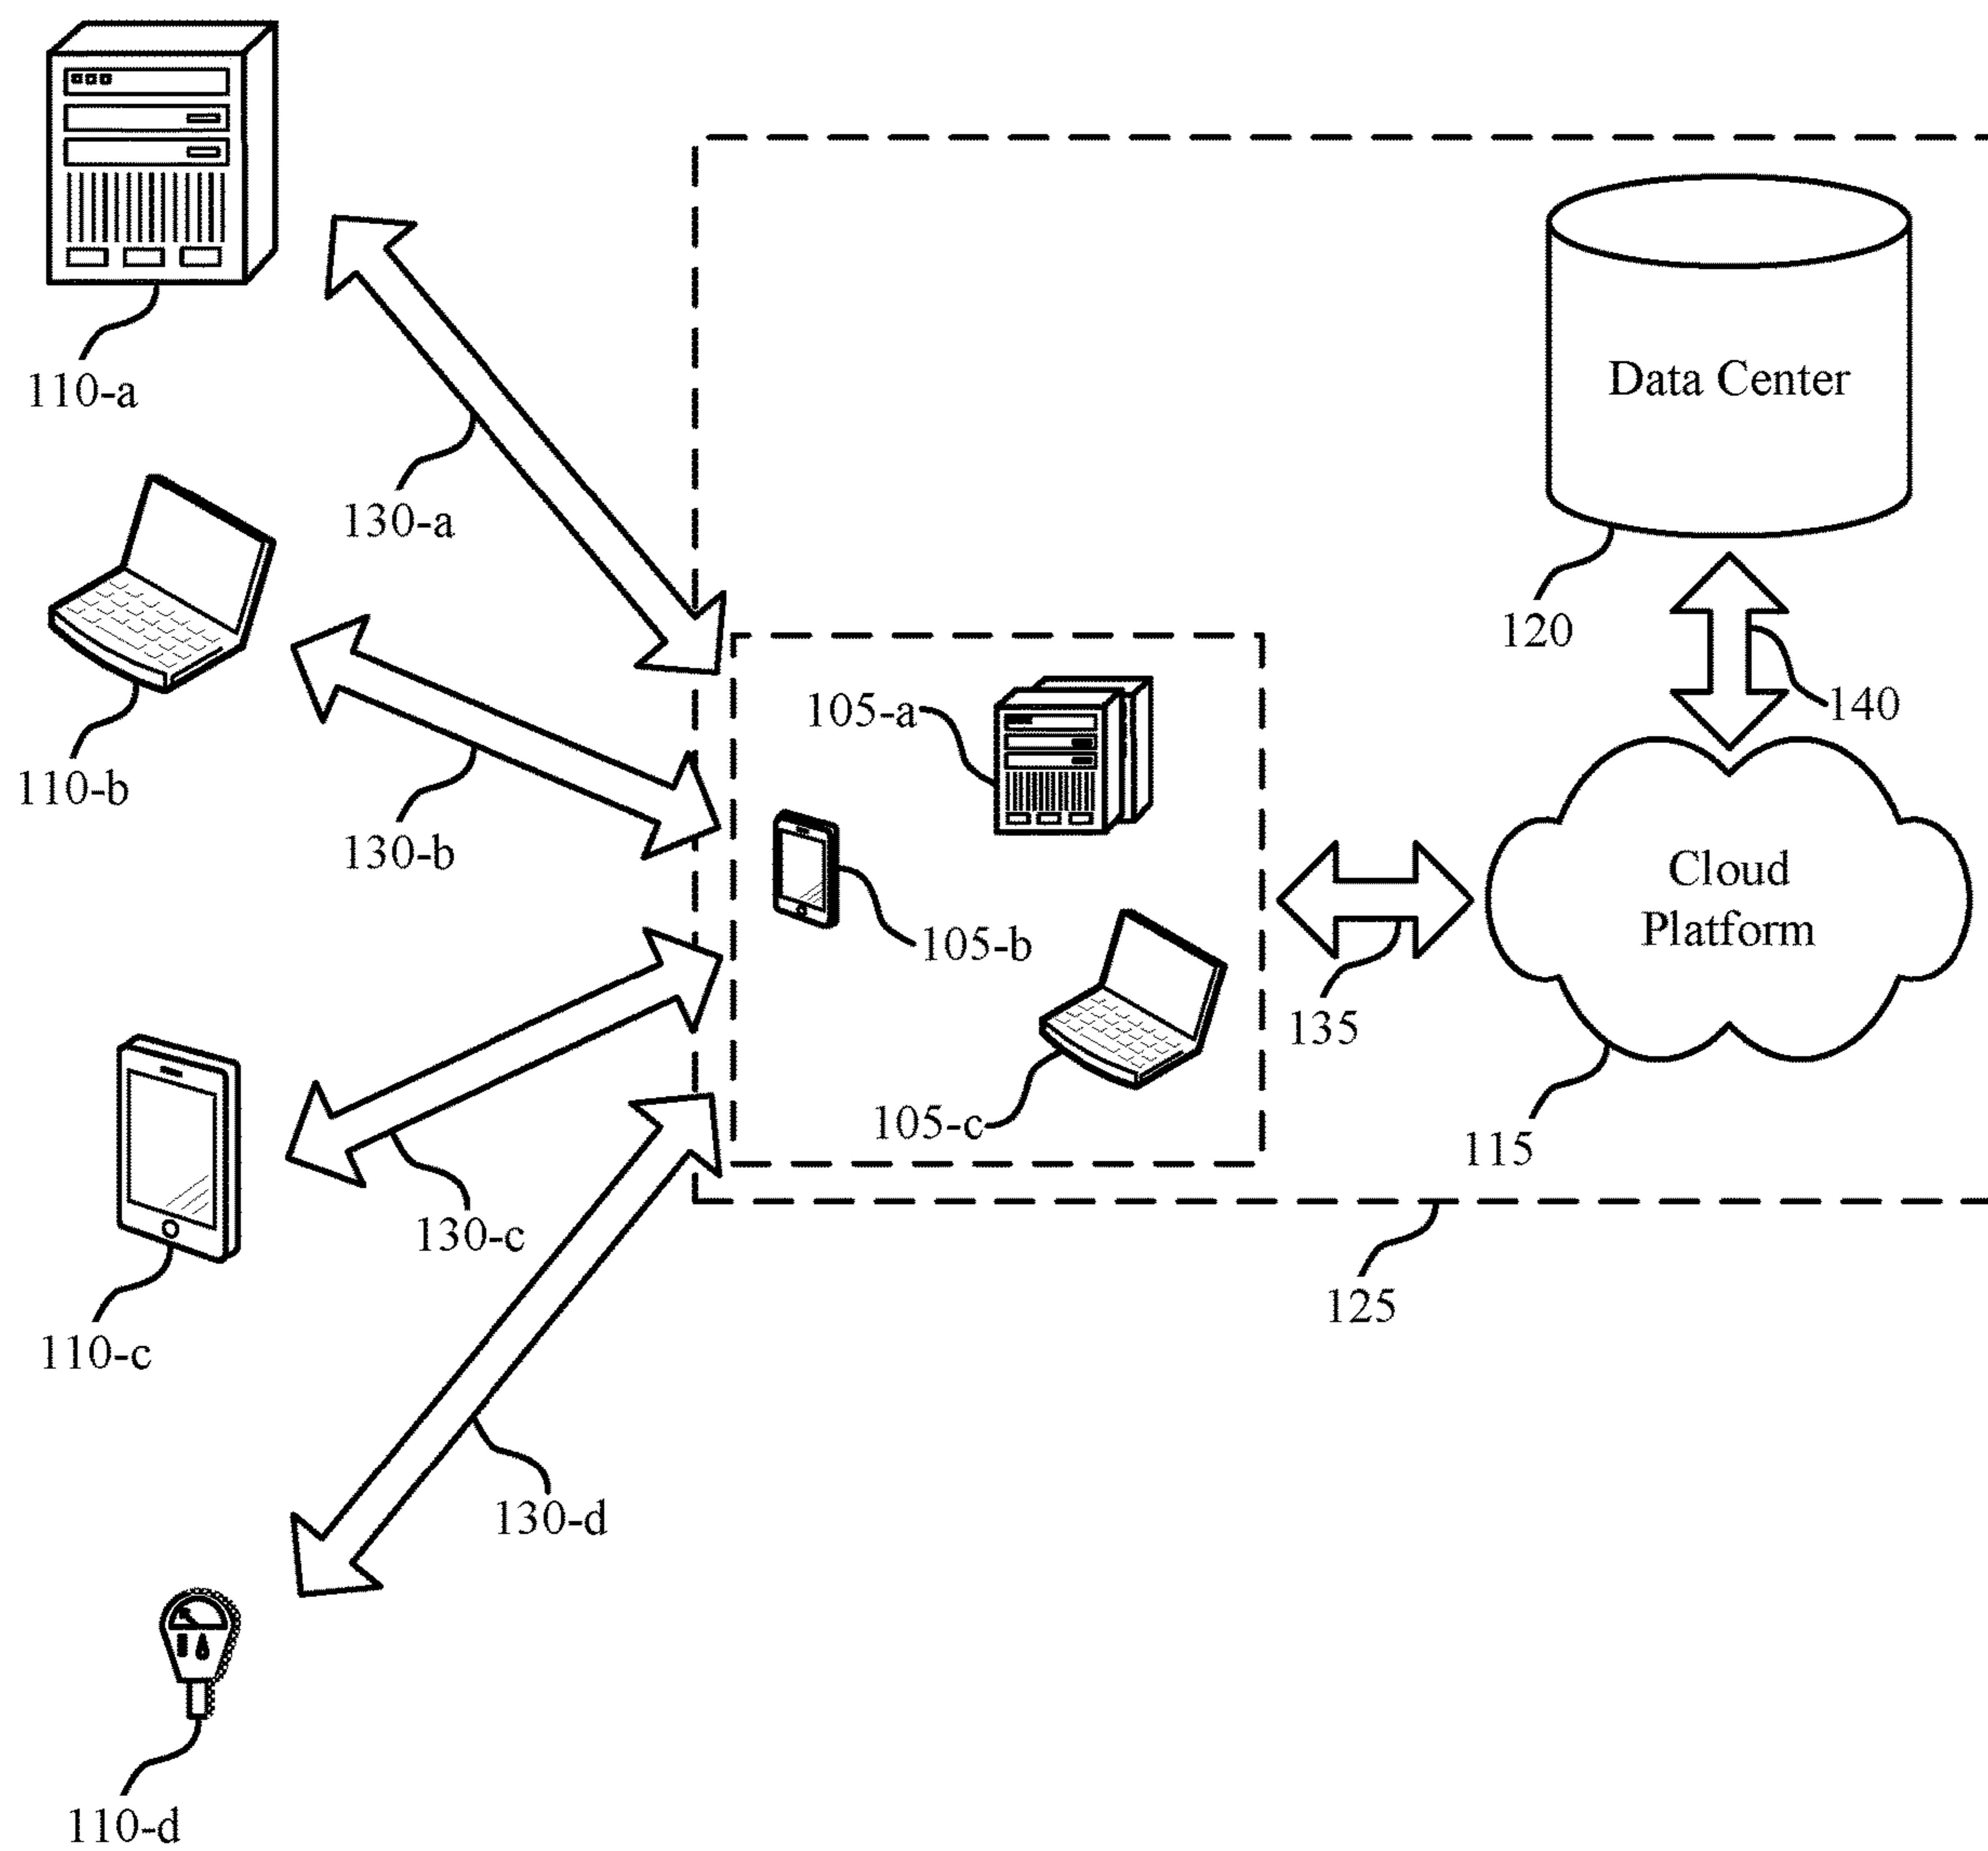 110-a
130-a
Data Center
120
140
110-b
130-b
105-a
105-b
105-c
135
Cloud
Platform
115
110-c
130-c
125
130-d
110-d